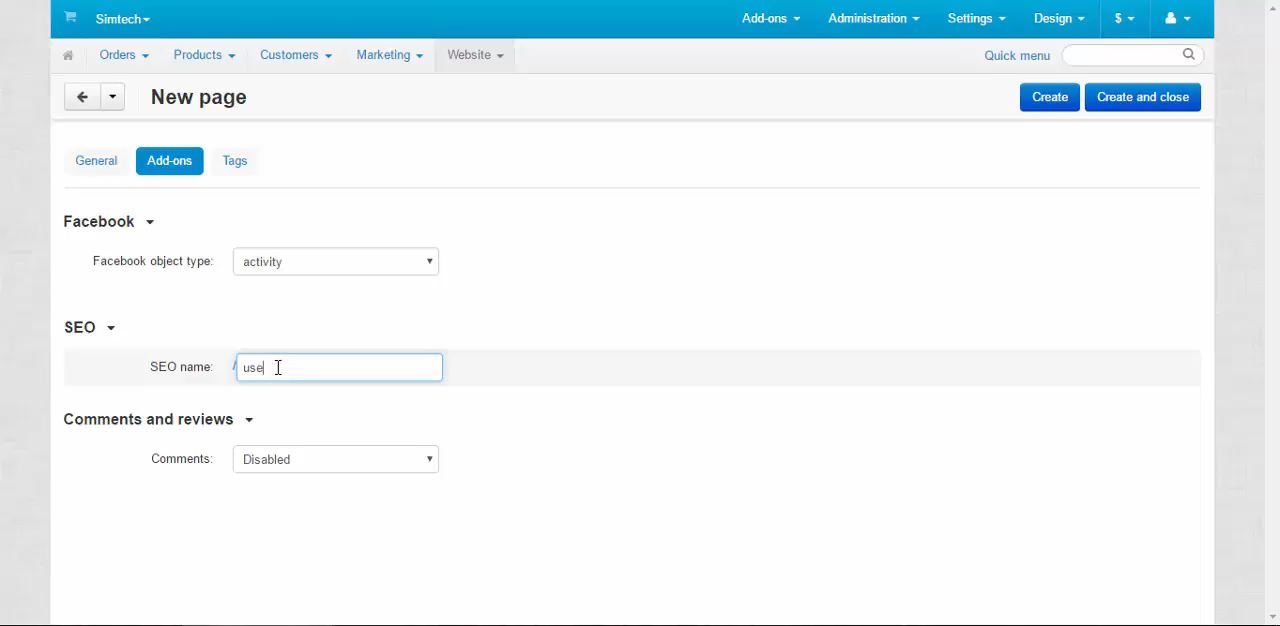 Simtech Add-ons Administration Settings Design $
Orders Products Customers Marketing Website Quick menu
New page Create Create and close
General Add-ons Tags
Facebook
Facebook object type: activity
SEO
SEO name: / use
Comments and reviews
Comments: Disabled